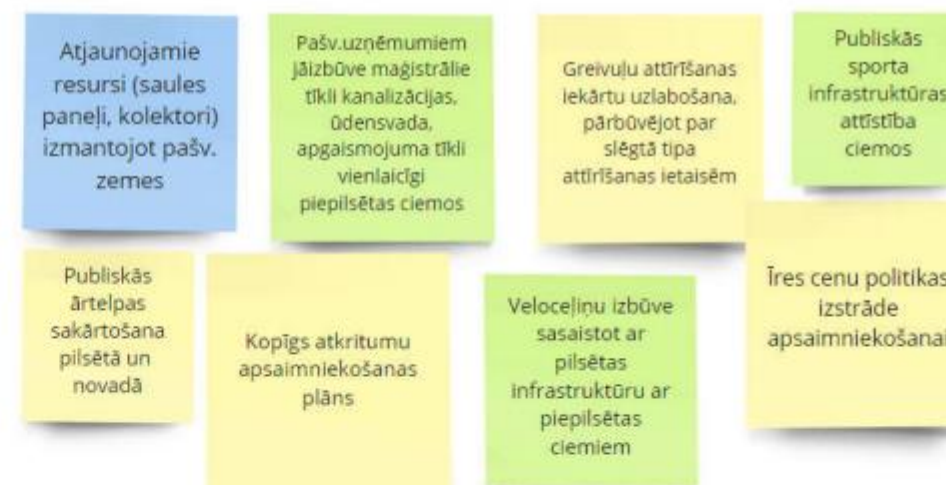 Atjaunojamie
resursi (saules
paneļi, kolektori)
izmantojot pašv.
zemes
Pašv.uzņēmumiem
jāizbūve maģistrālie
tīkli kanalizācijas,
ūdensvada,
apgaismojuma tīkli
vienlaicīgi
piepilsētas ciemos
Greivuļu attīrīšanas
iekārtu uzlabošana,
pārbūvējot par
slēgtā tipa
attīrīšanas ietaisēm
Publiskās
sporta
infrastruktūras
attīstība
ciemos
Publiskās
ārtelpas
sakārtošana
pilsētā un
novadā
Kopīgs atkritumu
apsaimniekošanas
plāns
Veloceļiņu izbūve
sasaistot ar
pilsētas
infrastruktūru ar
piepilsētas
ciemiem
Īres cenu politikas
izstrāde
apsaimniekošanai